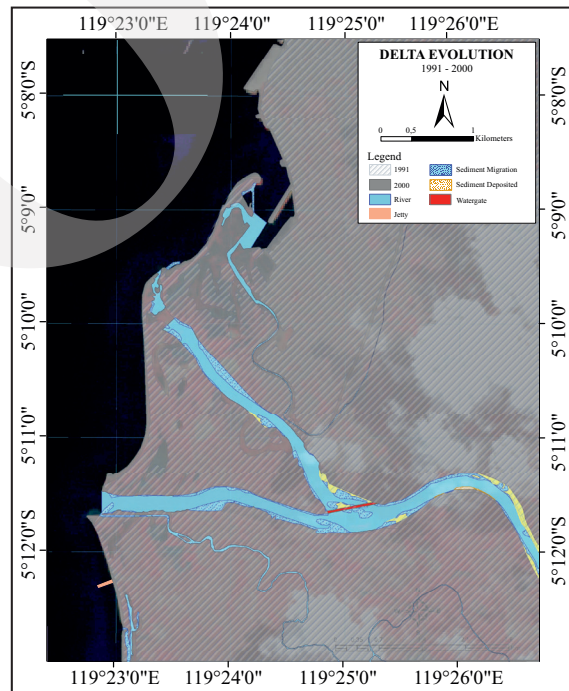 119°23'0"E 119°24'0"E 119°25'0"E 119°26'0"E
DELTA EVOLUTION
1991 - 2000
N
0 0,5 1
Kilometers
Legend
1991
2000
River
Jetty
Sediment Migration
Sediment Deposited
Watergate
5°8'0"S
5°9'0"S
5°10'0"S
5°11'0"S
5°12'0"S
5°8'0"S
5°9'0"S
5°10'0"S
5°11'0"S
5°12'0"S
119°23'0"E 119°24'0"E 119°25'0"E 119°26'0"E